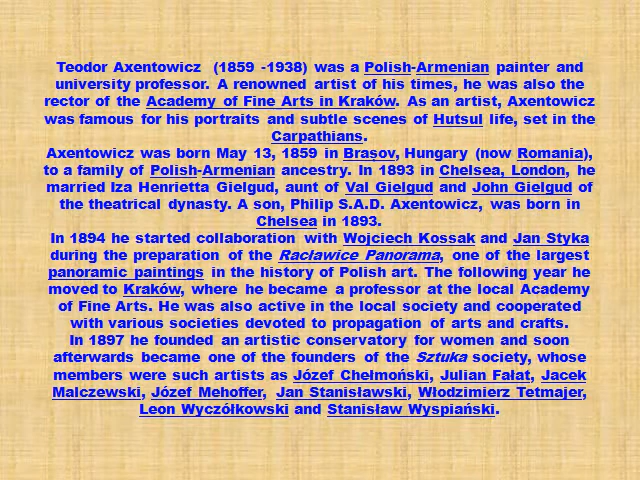 Teodor Axentowicz (1859 -1938) was a Polish-Armenian painter and
university professor. A renowned artist of his times, he was also the
rector of the Academy of Fine Arts in Kraków. As an artist, Axentowicz
was famous for his portraits and subtle scenes of Hutsul life, set in the
Carpathians.
Axentowicz was born May 13, 1859 in Braşov, Hungary (now Romania),
to a family of Polish-Armenian ancestry. In 1893 in Chelsea, London, he
married Iza Henrietta Gielgud, aunt of Val Gielgud and John Gielgud of
the theatrical dynasty. A son, Philip S.A.D. Axentowicz, was born in
Chelsea in 1893.
In 1894 he started collaboration with Wojciech Kossak and Jan Styka
during the preparation of the Racławice Panorama, one of the largest
panoramic paintings in the history of Polish art. The following year he
moved to Kraków, where he became a professor at the local Academy
of Fine Arts. He was also active in the local society and cooperated
with various societies devoted to propagation of arts and crafts.
In 1897 he founded an artistic conservatory for women and soon
afterwards became one of the founders of the Sztuka society, whose
members were such artists as Józef Chełmoński, Julian Fałat, Jacek
Malczewski, Józef Mehoffer, Jan Stanisławski, Włodzimierz Tetmajer,
Leon Wyczółkowski and Stanisław Wyspiański.